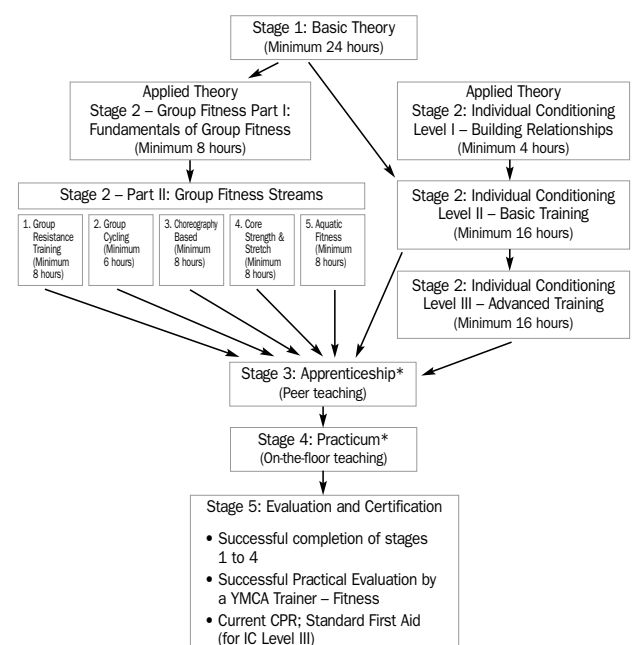 Stage 1: Basic Theory
(Minimum 24 hours)
Applied Theory
Stage 2 – Group Fitness Part I:
Fundamentals of Group Fitness
(Minimum 8 hours)
Applied Theory
Stage 2: Individual Conditioning
Level I – Building Relationships
(Minimum 4 hours)
Stage 2 – Part II: Group Fitness Streams
1. Group
Resistance
Training
(Minimum
8 hours)
2. Group
Cycling
(Minimum
6 hours)
3. Choreography
Based
(Minimum
8 hours)
4. Core
Strength &
Stretch
(Minimum
8 hours)
5. Aquatic
Fitness
(Minimum
8 hours)
Stage 2: Individual Conditioning
Level II – Basic Training
(Minimum 16 hours)
Stage 2: Individual Conditioning
Level III – Advanced Training
(Minimum 16 hours)
Stage 3: Apprenticeship*
(Peer teaching)
Stage 4: Practicum*
(On-the-floor teaching)
Stage 5: Evaluation and Certification
• Successful completion of stages
1 to 4
• Successful Practical Evaluation by
a YMCA Trainer – Fitness
• Current CPR; Standard First Aid
(for IC Level III)